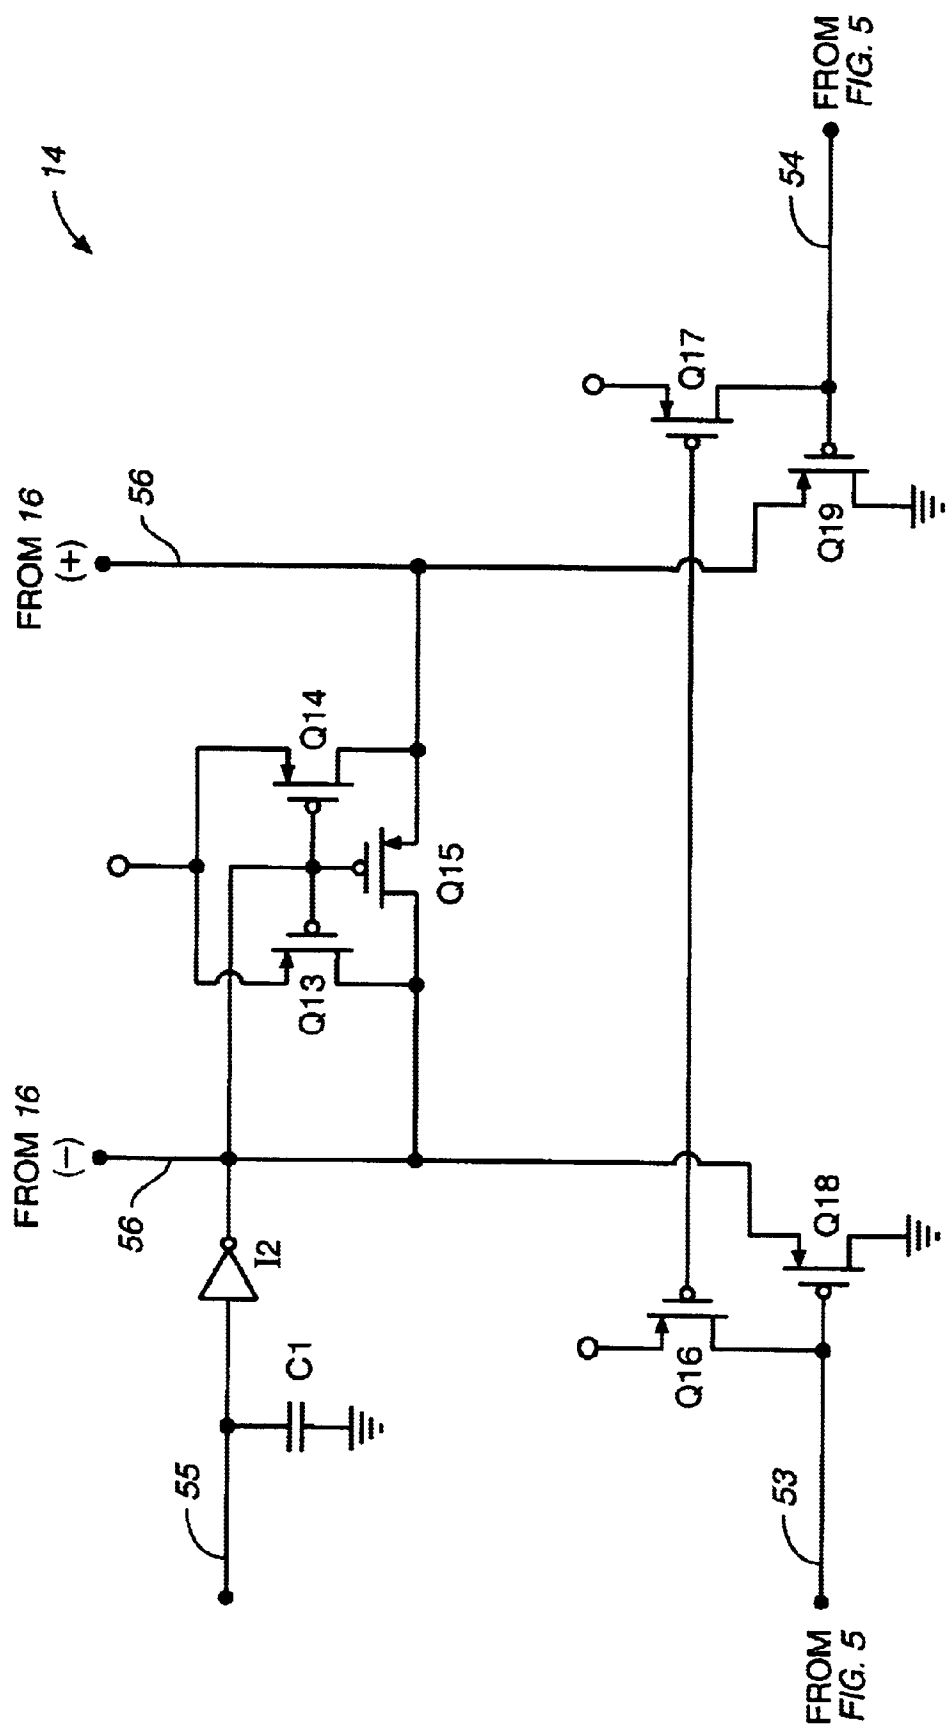 14
FROM 16
(−)
56
FROM 16
(+)
56
55
C1
I2
Q13
Q14
Q15
Q16
Q17
Q18
Q19
53
FROM
FIG. 5
54
FROM
FIG. 5